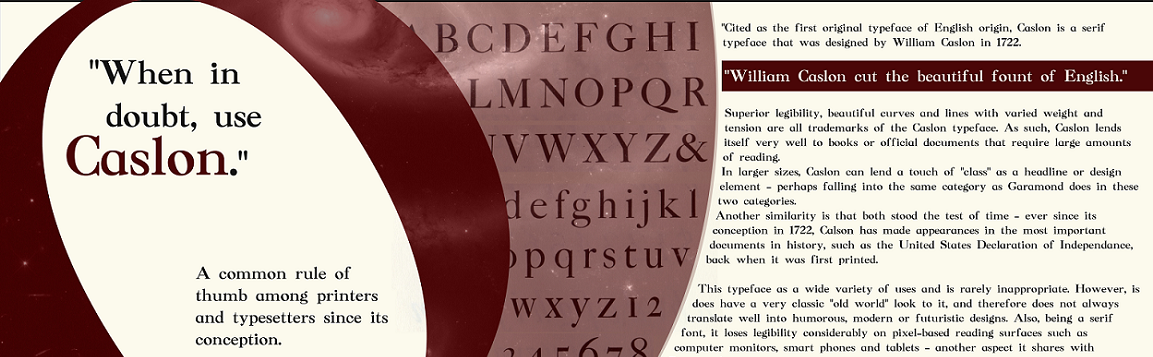 "When in
doubt, use
Caslon."
A common rule of
thumb among printers
and typesetters since its
conception.
A B C D E F G H I
L M N O P Q R
V W X Y Z &
d e f g h i j k l
o p q r s t u v
w x y z 1 2
3 4 5 6 7 8
"Cited as the first original typeface of English origin, Caslon is a serif
typeface that was designed by William Caslon in 1722.
"William Caslon cut the beautiful fount of English."
Superior legibility, beautiful curves and lines with varied weight and
tension are all trademarks of the Caslon typeface. As such, Caslon lends
itself very well to books or official documents that require large amounts
of reading.
In larger sizes, Caslon can lend a touch of "class" as a headline or design
element - perhaps falling into the same category as Garamond does in these
two categories.
Another similarity is that both stood the test of time - ever since its
conception in 1722, Calson has made appearances in the most important
documents in history, such as the United States Declaration of Independance,
back when it was first printed.
This typeface as a wide variety of uses and is rarely inappropriate. However, is
does have a very classic "old world" look to it, and therefore does not always
translate well into humorous, modern or futuristic designs. Also, being a serif
font, it loses legibility considerably on pixel-based reading surfaces such as
computer monitors, smart phones and tablets - another aspect it shares with